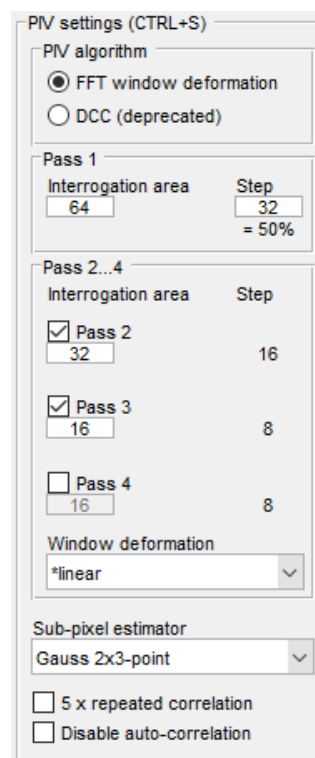 PIV settings (CTRL+S)
PIV algorithm
FFT window deformation
DCC (deprecated)
Pass 1
Interrogation area Step
64 32
= 50%
Pass 2...4
Interrogation area Step
Pass 2
32 16
Pass 3
16 8
Pass 4
16 8
Window deformation
*linear
Sub-pixel estimator
Gauss 2x3-point
5 x repeated correlation
Disable auto-correlation